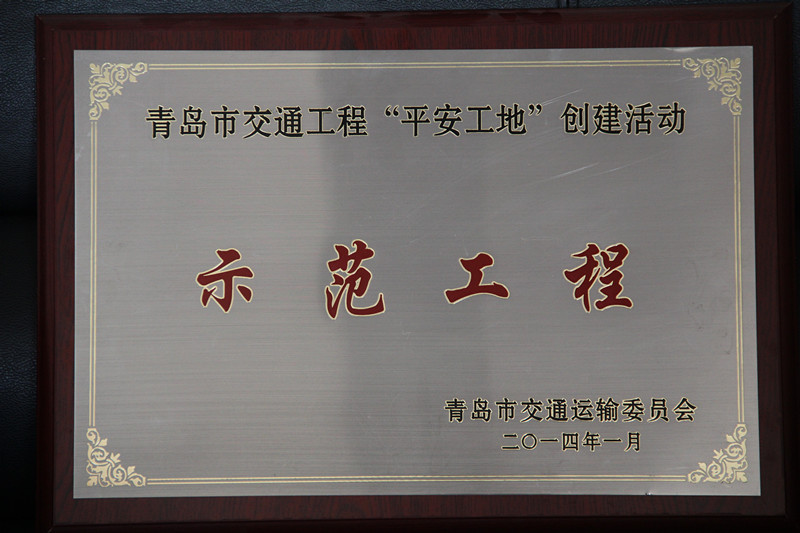 青岛市交通工程“平安工地”创建活动
示范工程
青岛市交通运输委员会
二〇一四年一月